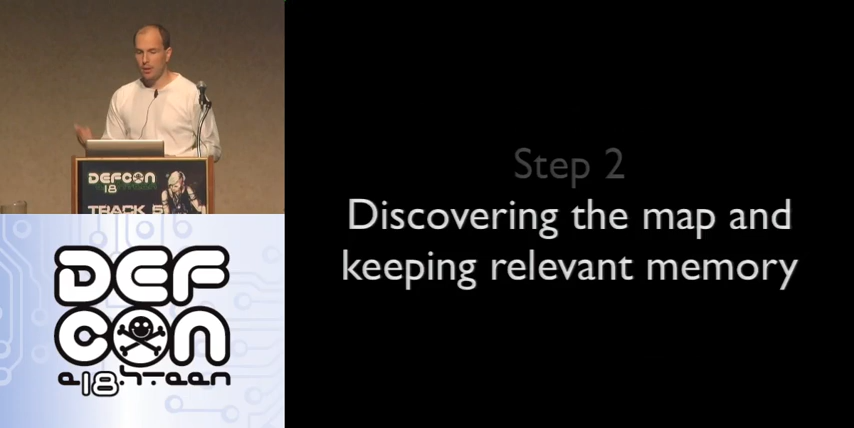 DEFCON
18
TRACK 5
DEF
CON
Step 2
Discovering the map and
keeping relevant memory